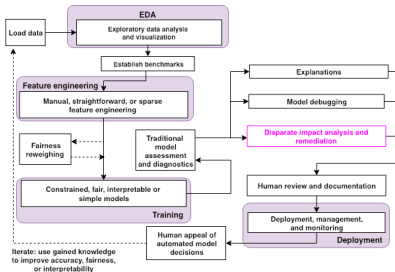 EDA
Load data
Exploratory data analysis
and visualization
Establish benchmarks
Feature engineering
Manual, straightforward, or sparse
feature engineering
Fairness
reweighing
Traditional
model
assessment
and diagnostics
Explanations
Model debugging
Disparate impact analysis and
remediation
Constrained, fair, interpretable or
simple models
Training
Human review and documentation
Deployment, management,
and monitoring
Deployment
Human appeal of
automated model
decisions
Iterate: use gained knowledge
to improve accuracy, fairness,
or interpretability